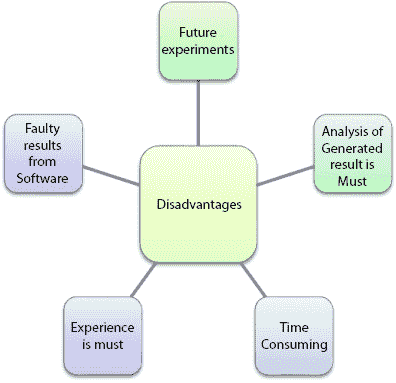 Future
experiments
Faulty
results
from
Software
Analysis of
Generated
result is
Must
Disadvantages
Experience
is must
Time
Consuming